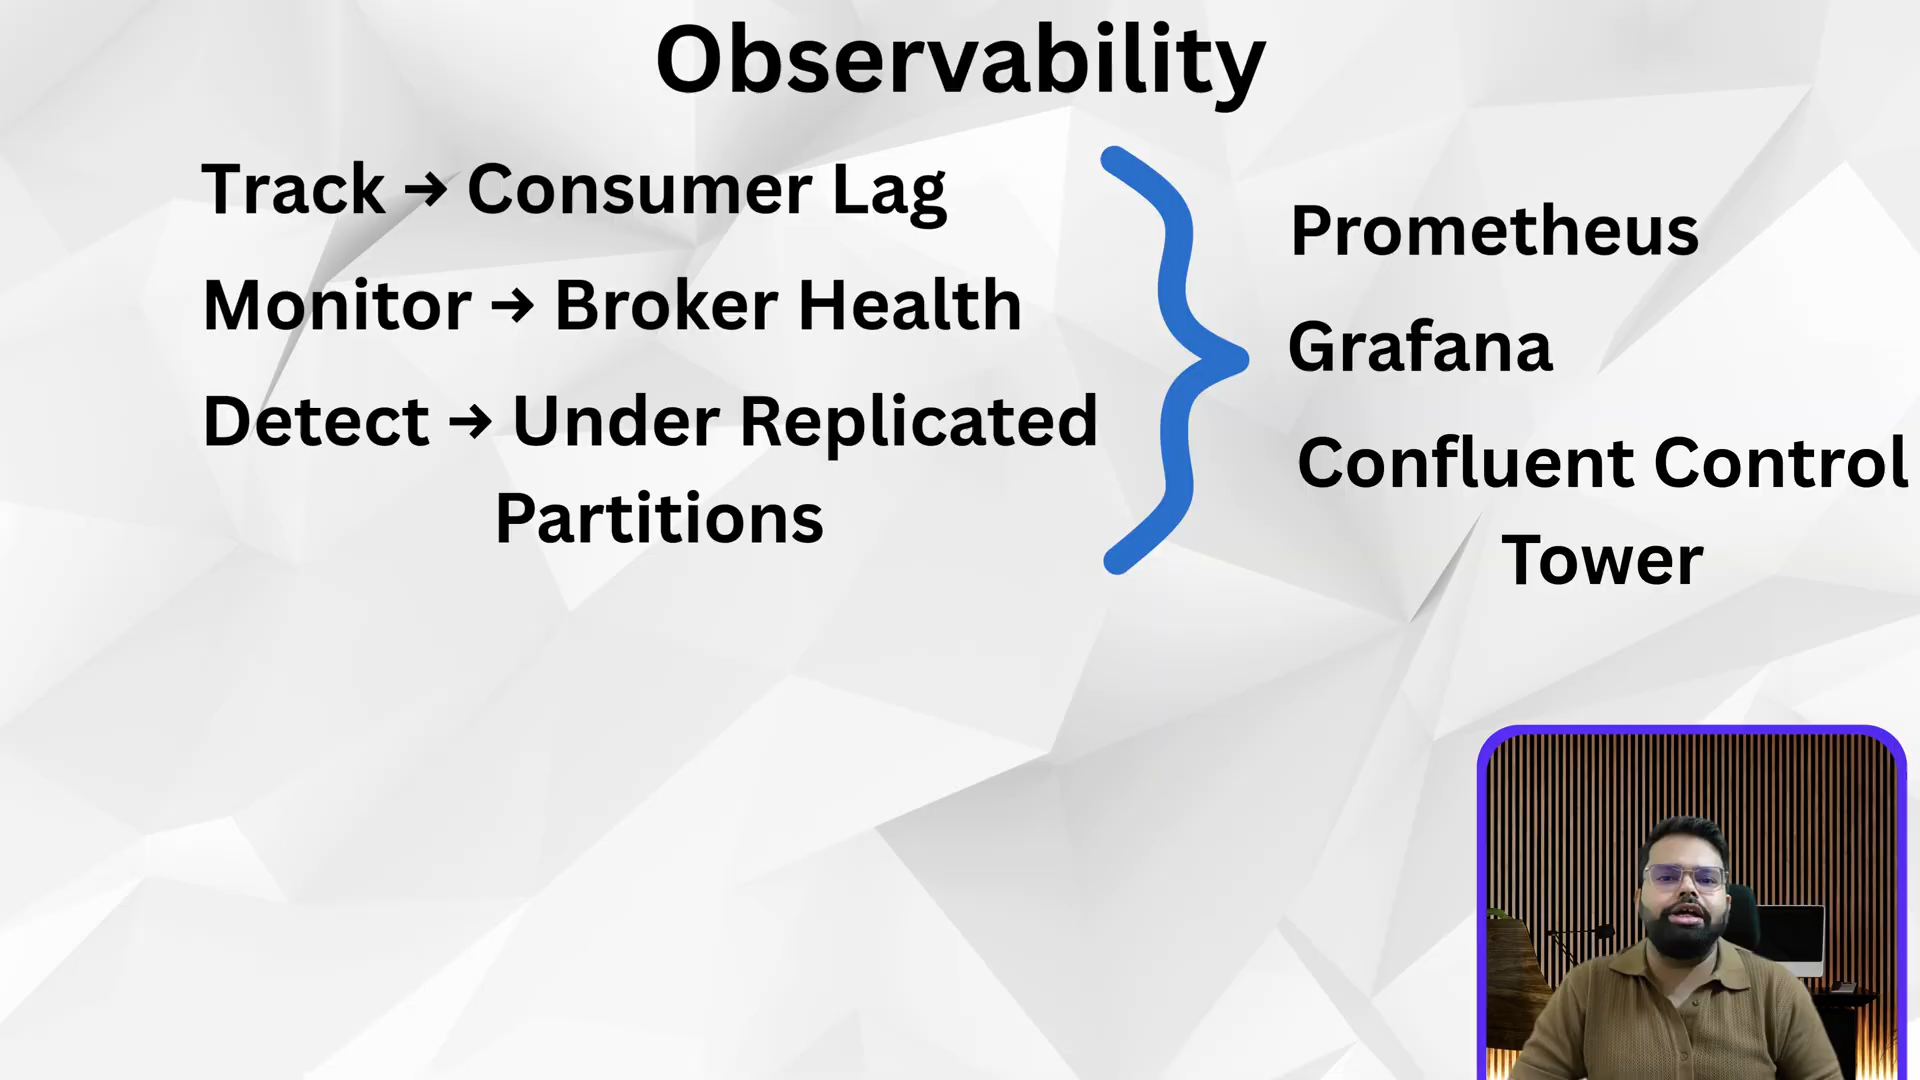 Observability
Track → Consumer Lag
Monitor → Broker Health
Detect → Under Replicated
Partitions
Prometheus
Grafana
Confluent Control
Tower